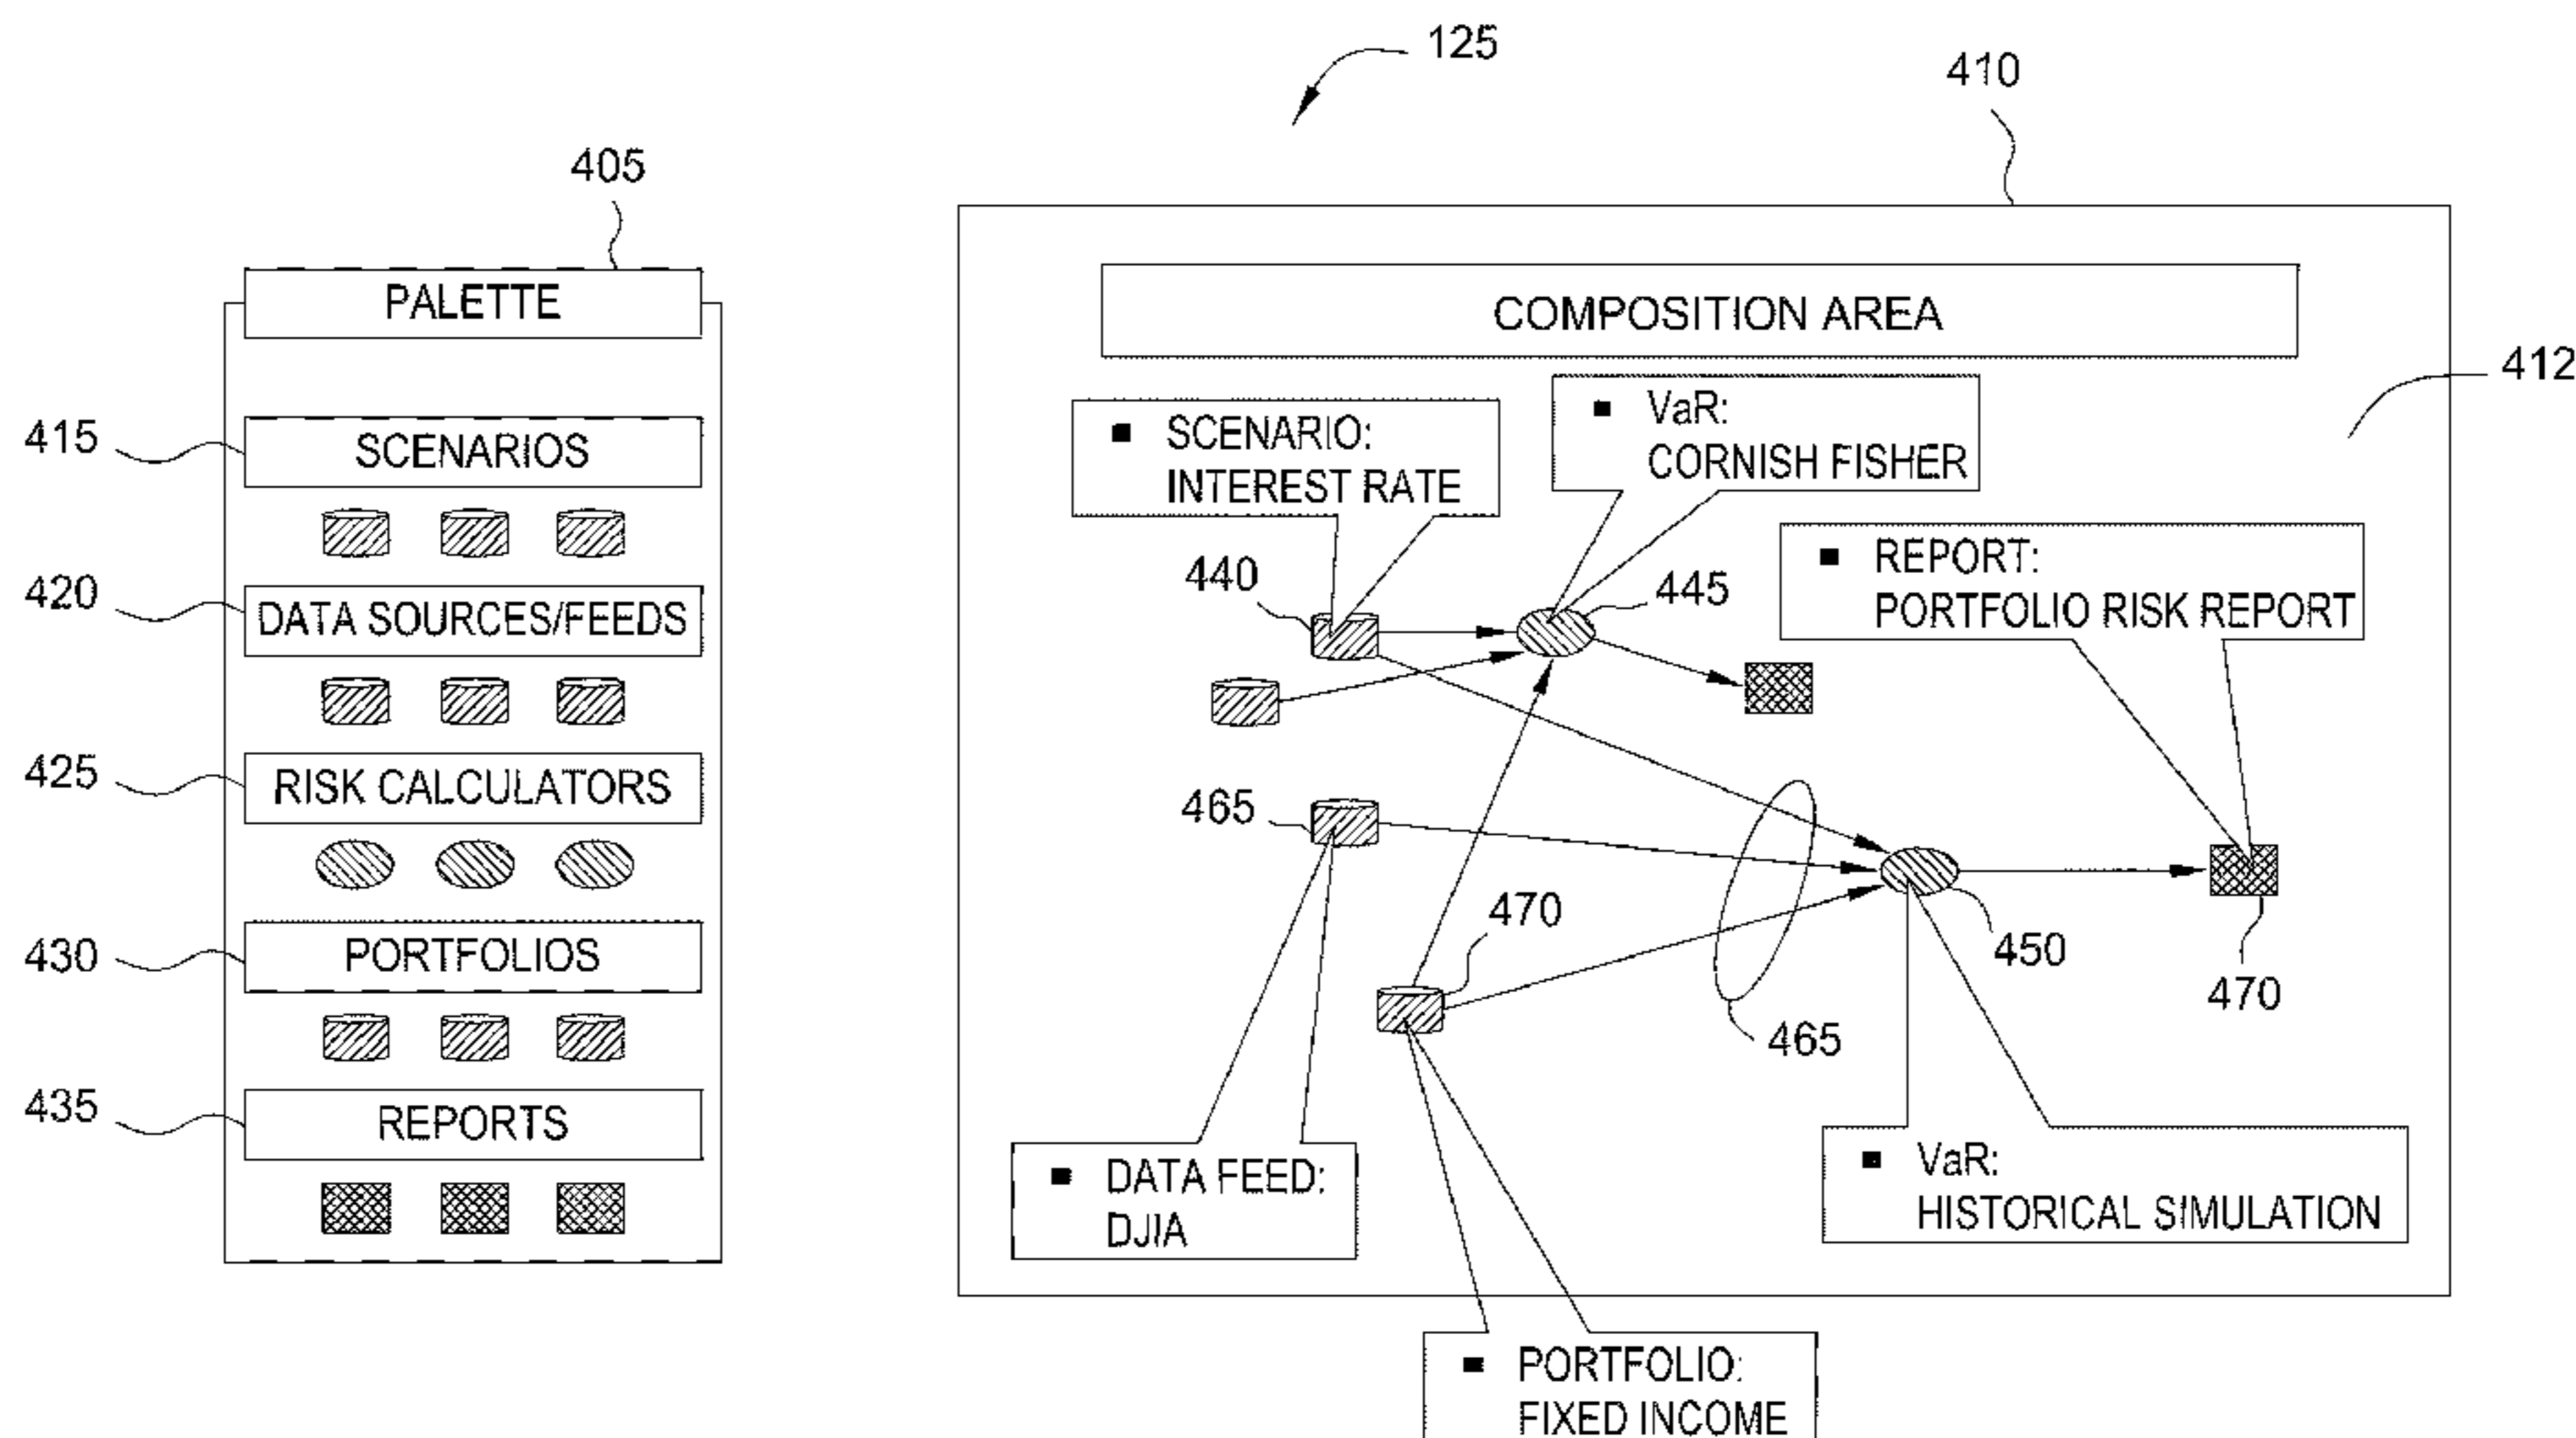 125
410
405
PALETTE
COMPOSITION AREA
412
415
SCENARIOS
■ SCENARIO:
INTEREST RATE
■ VaR:
CORNISH FISHER
420
DATA SOURCES/FEEDS
440
445
■ REPORT:
PORTFOLIO RISK REPORT
425
RISK CALCULATORS
465
430
PORTFOLIOS
470
450
470
465
435
REPORTS
■ DATA FEED:
DJIA
■ VaR:
HISTORICAL SIMULATION
■ PORTFOLIO:
FIXED INCOME